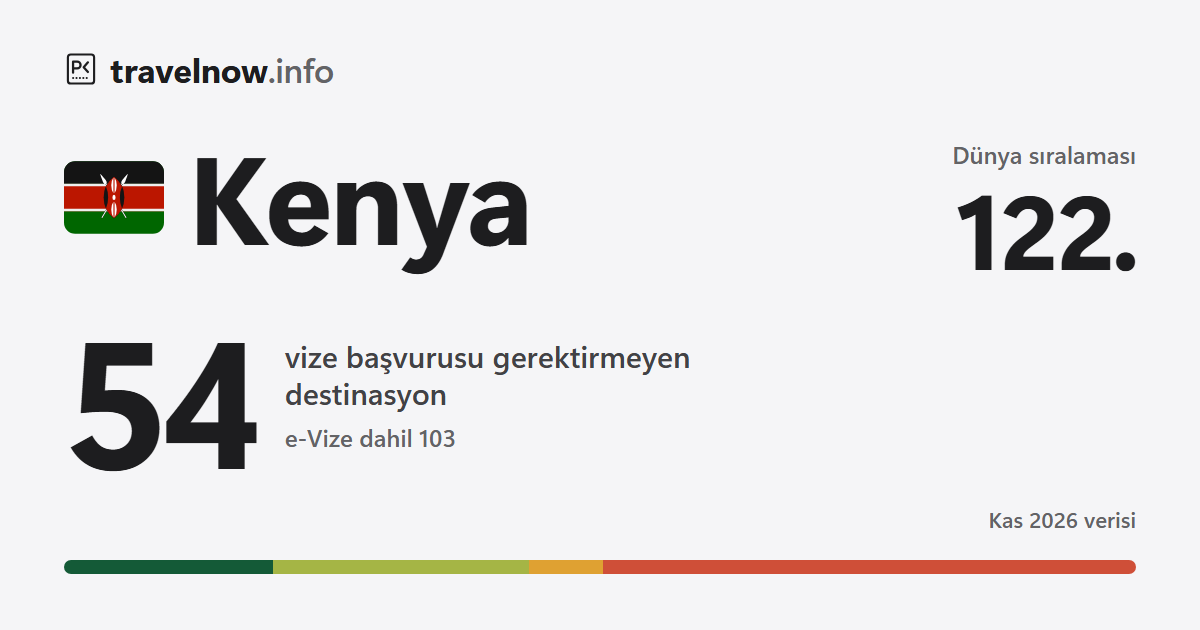 travelnow.info
Kenya
Dünya sıralaması
122.
54
vize başvurusu gerektirmeyen
destinasyon
e-Vize dahil 103
Kas 2026 verisi